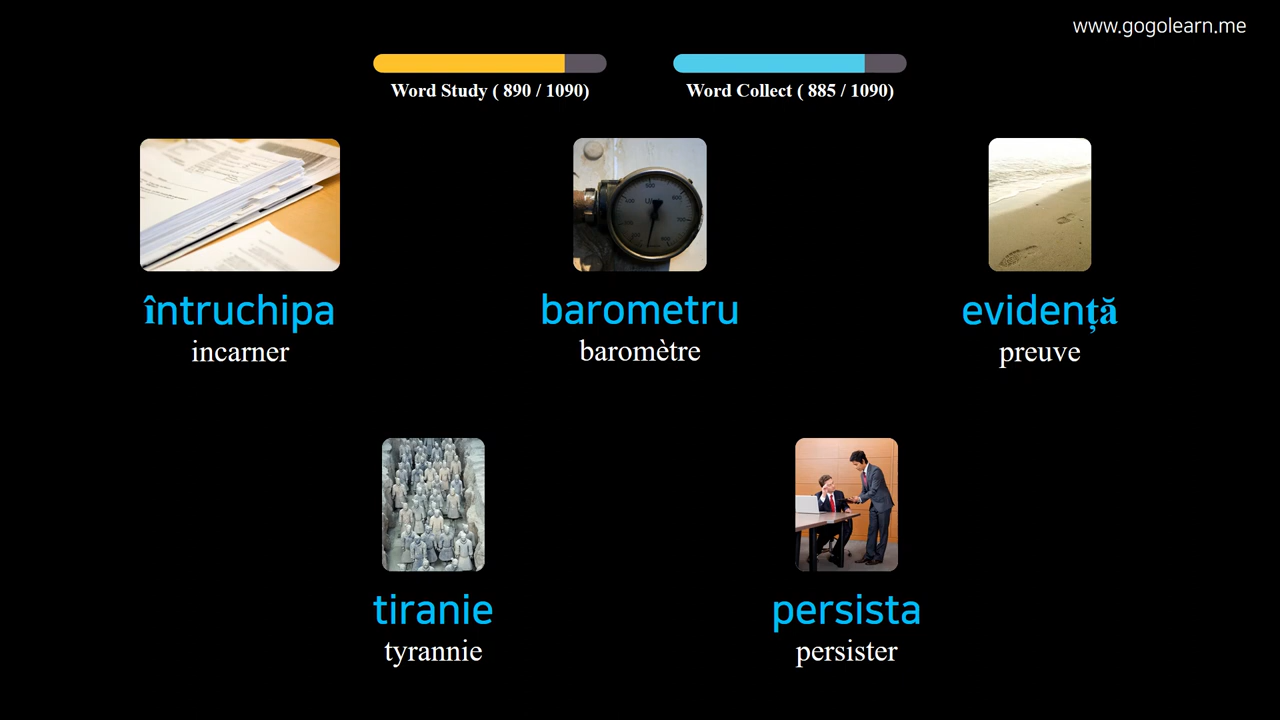 www.gogolearn.me
Word Study ( 890 / 1090)
Word Collect ( 885 / 1090)
întruchipa
incarner
barometru
baromètre
evidență
preuve
tiranie
tyrannie
persista
persister